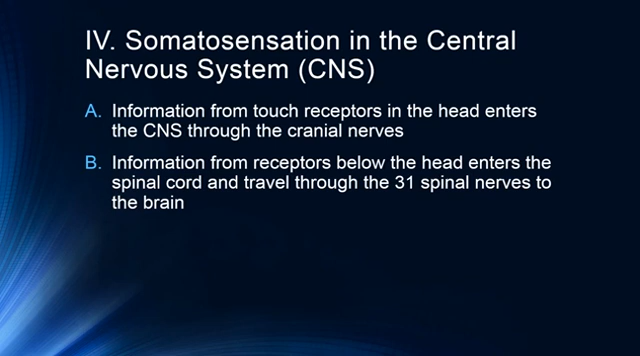 IV. Somatosensation in the Central
Nervous System (CNS)
A. Information from touch receptors in the head enters
the CNS through the cranial nerves
B. Information from receptors below the head enters the
spinal cord and travel through the 31 spinal nerves to
the brain